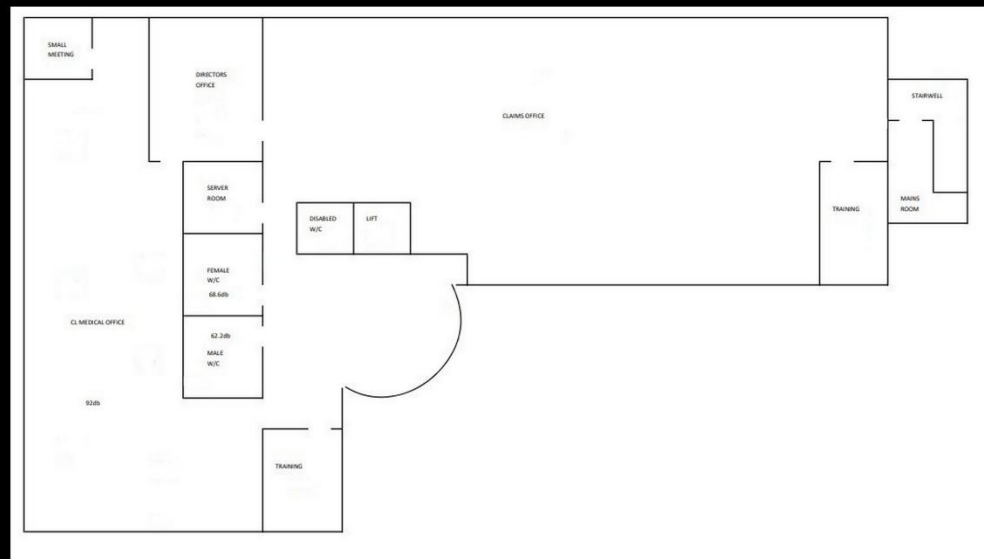 SMALL
MEETING
DIRECTORS
OFFICE
CLAIMS OFFICE
STAIRWELL
SERVER
ROOM
DISABLED
W/C
LIFT
TRAINING
MAINS
ROOM
FEMALE
W/C
68.6db
CL MEDICAL OFFICE
62.2db
MALE
W/C
92db
TRAINING